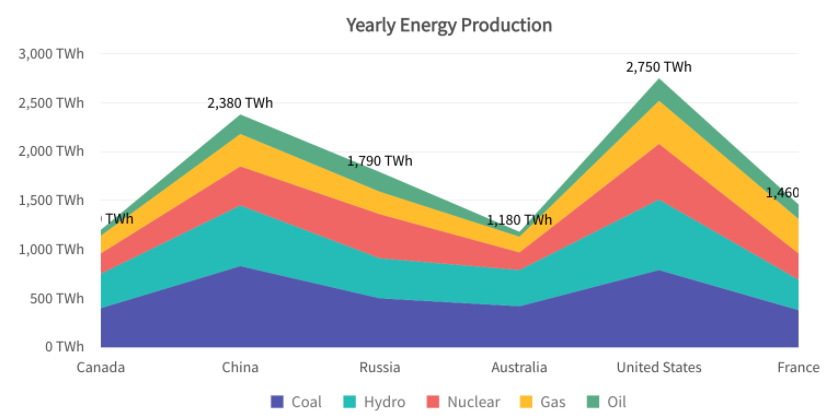 Yearly Energy Production
3,000 TWh
2,750 TWh
2,500 TWh
2,380 TWh
2,000 TWh
1,790 TWh
1,500 TWh
1,460
TWh
1,180 TWh
1,000 TWh
500 TWh
0 TWh
Canada China Russia Australia United States France
Coal Hydro Nuclear Gas Oil